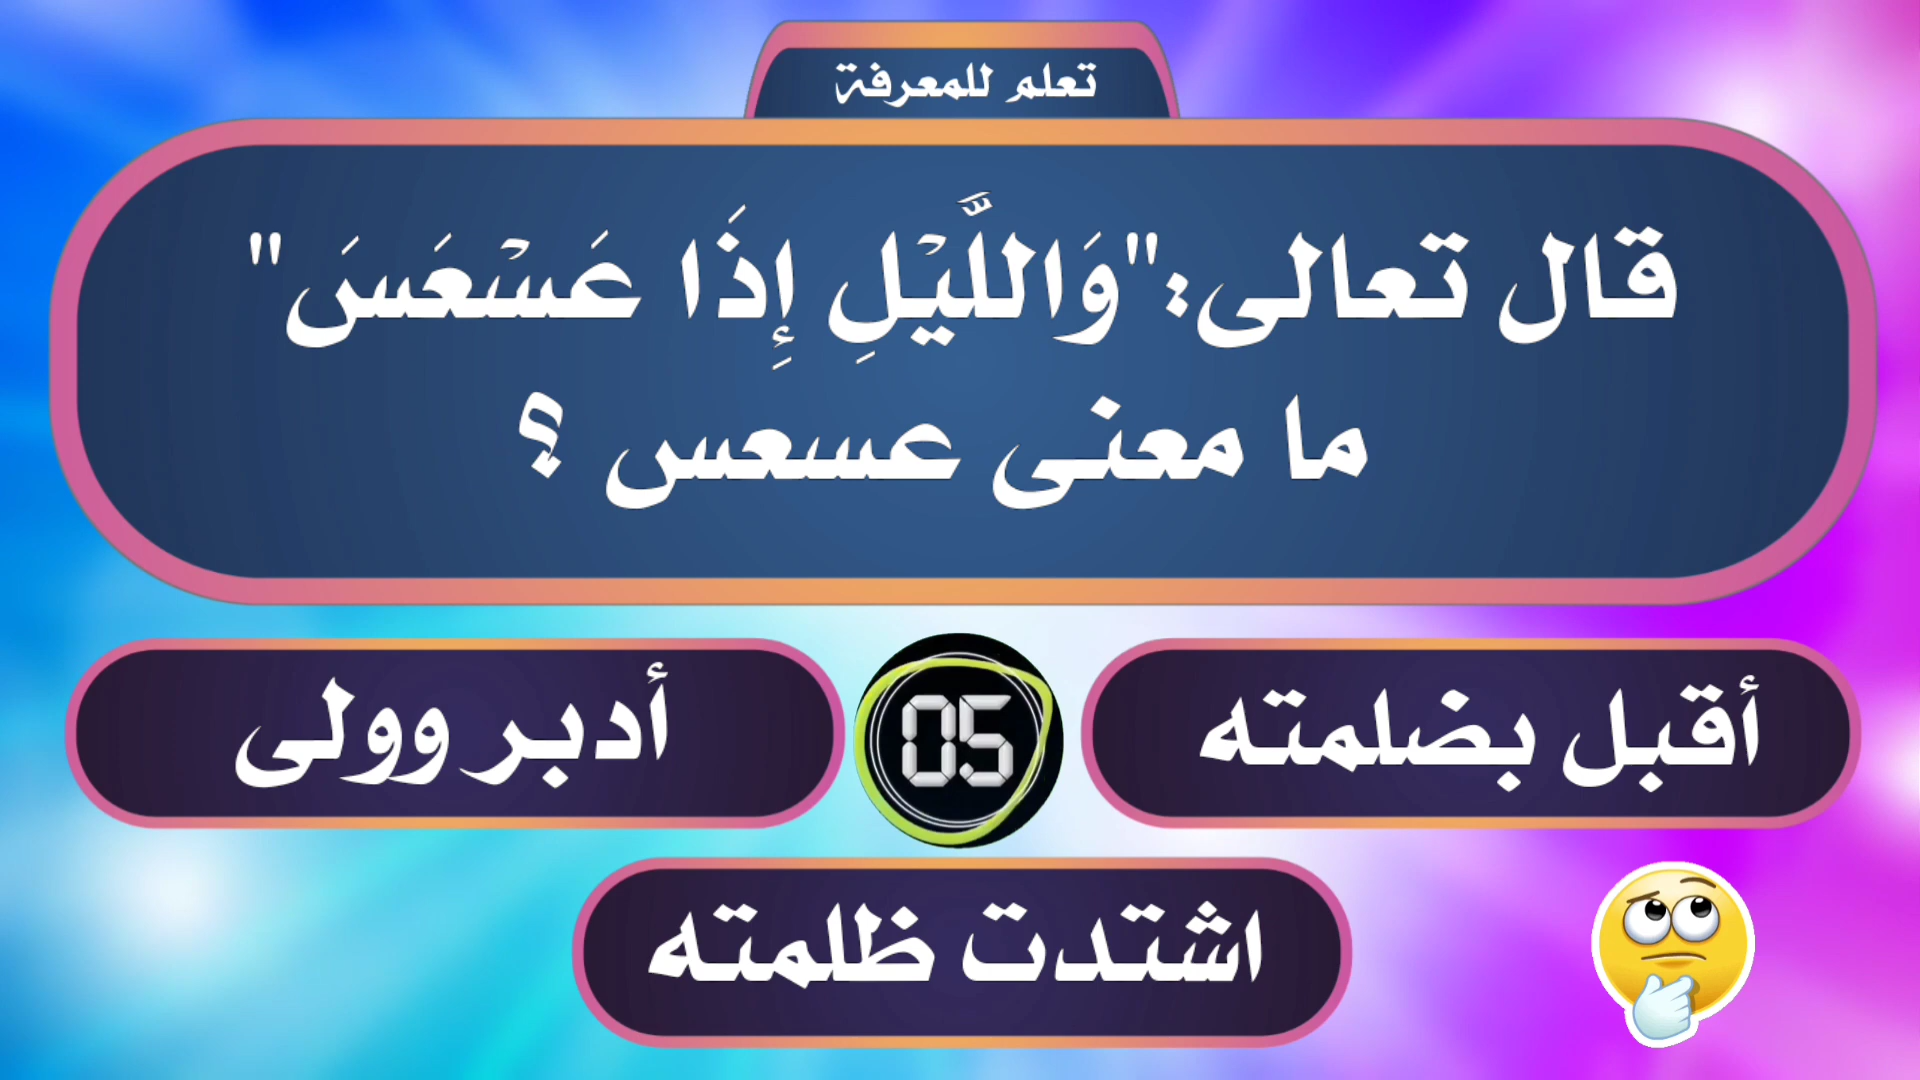 تعلم للمعرفة
قال تعالى:"وَاللَّيْلِ إِذَا عَسْعَسَ"
ما معنى عسعس ؟
أقبل بضلمته
05
أدبر وولى
اشتدت ظلمته